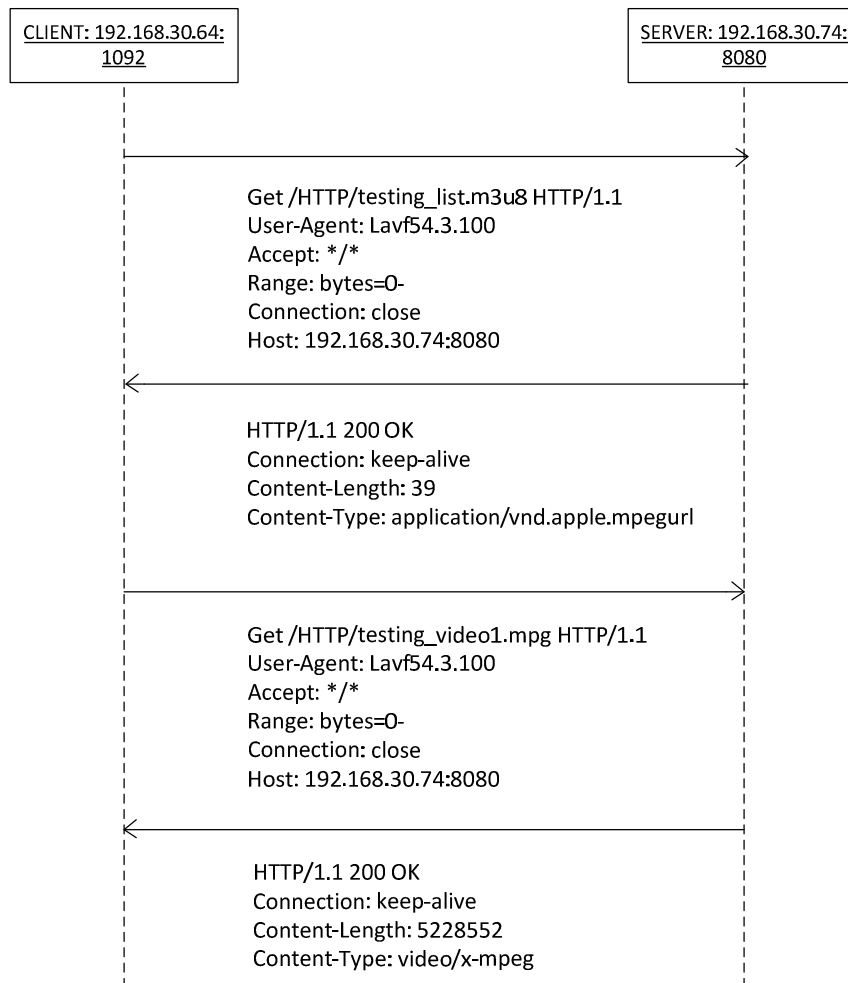 CLIENT: 192.168.30.64:
1092
SERVER: 192.168.30.74:
8080
Get /HTTP/testing_list.m3u8 HTTP/1.1
User-Agent: Lavf54.3.100
Accept: */*
Range: bytes=0-
Connection: close
Host: 192.168.30.74:8080
HTTP/1.1 200 OK
Connection: keep-alive
Content-Length: 39
Content-Type: application/vnd.apple.mpegurl
Get /HTTP/testing_video1.mpg HTTP/1.1
User-Agent: Lavf54.3.100
Accept: */*
Range: bytes=0-
Connection: close
Host: 192.168.30.74:8080
HTTP/1.1 200 OK
Connection: keep-alive
Content-Length: 5228552
Content-Type: video/x-mpeg